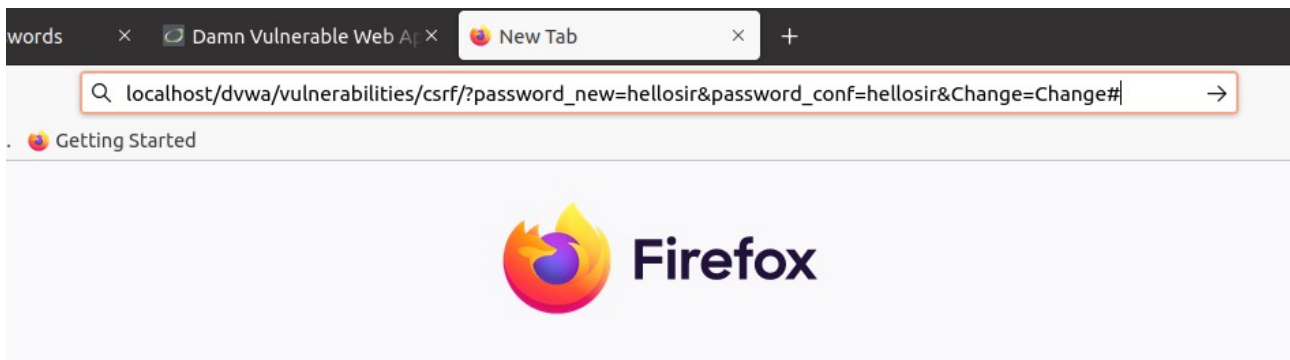 words × Damn Vulnerable Web Ap × New Tab × +
localhost/dvwa/vulnerabilities/csrf/?password_new=hellosir&password_conf=hellosir&Change=Change# →
. Getting Started
Firefox